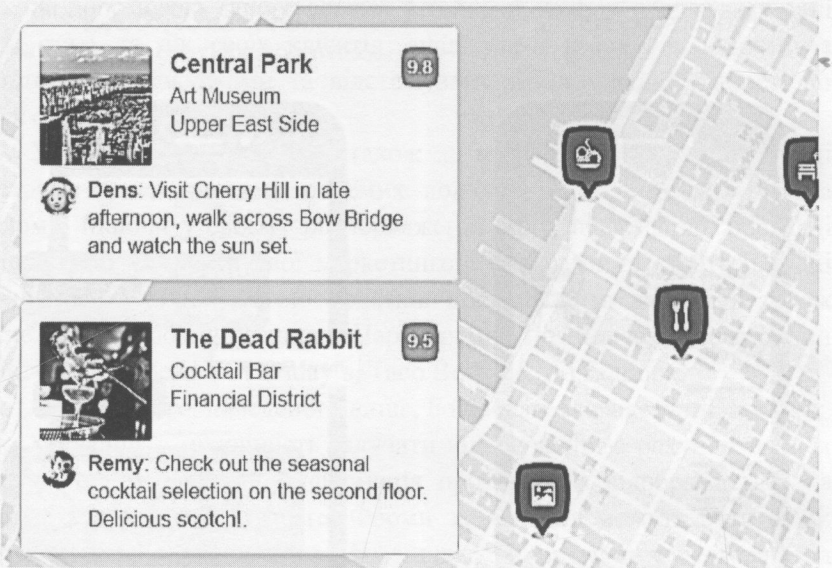 Central Park
9.8
Art Museum
Upper East Side
Dens: Visit Cherry Hill in late
afternoon, walk across Bow Bridge
and watch the sun set.
The Dead Rabbit
9.5
Cocktail Bar
Financial District
Remy: Check out the seasonal
cocktail selection on the second floor.
Delicious scotch!.